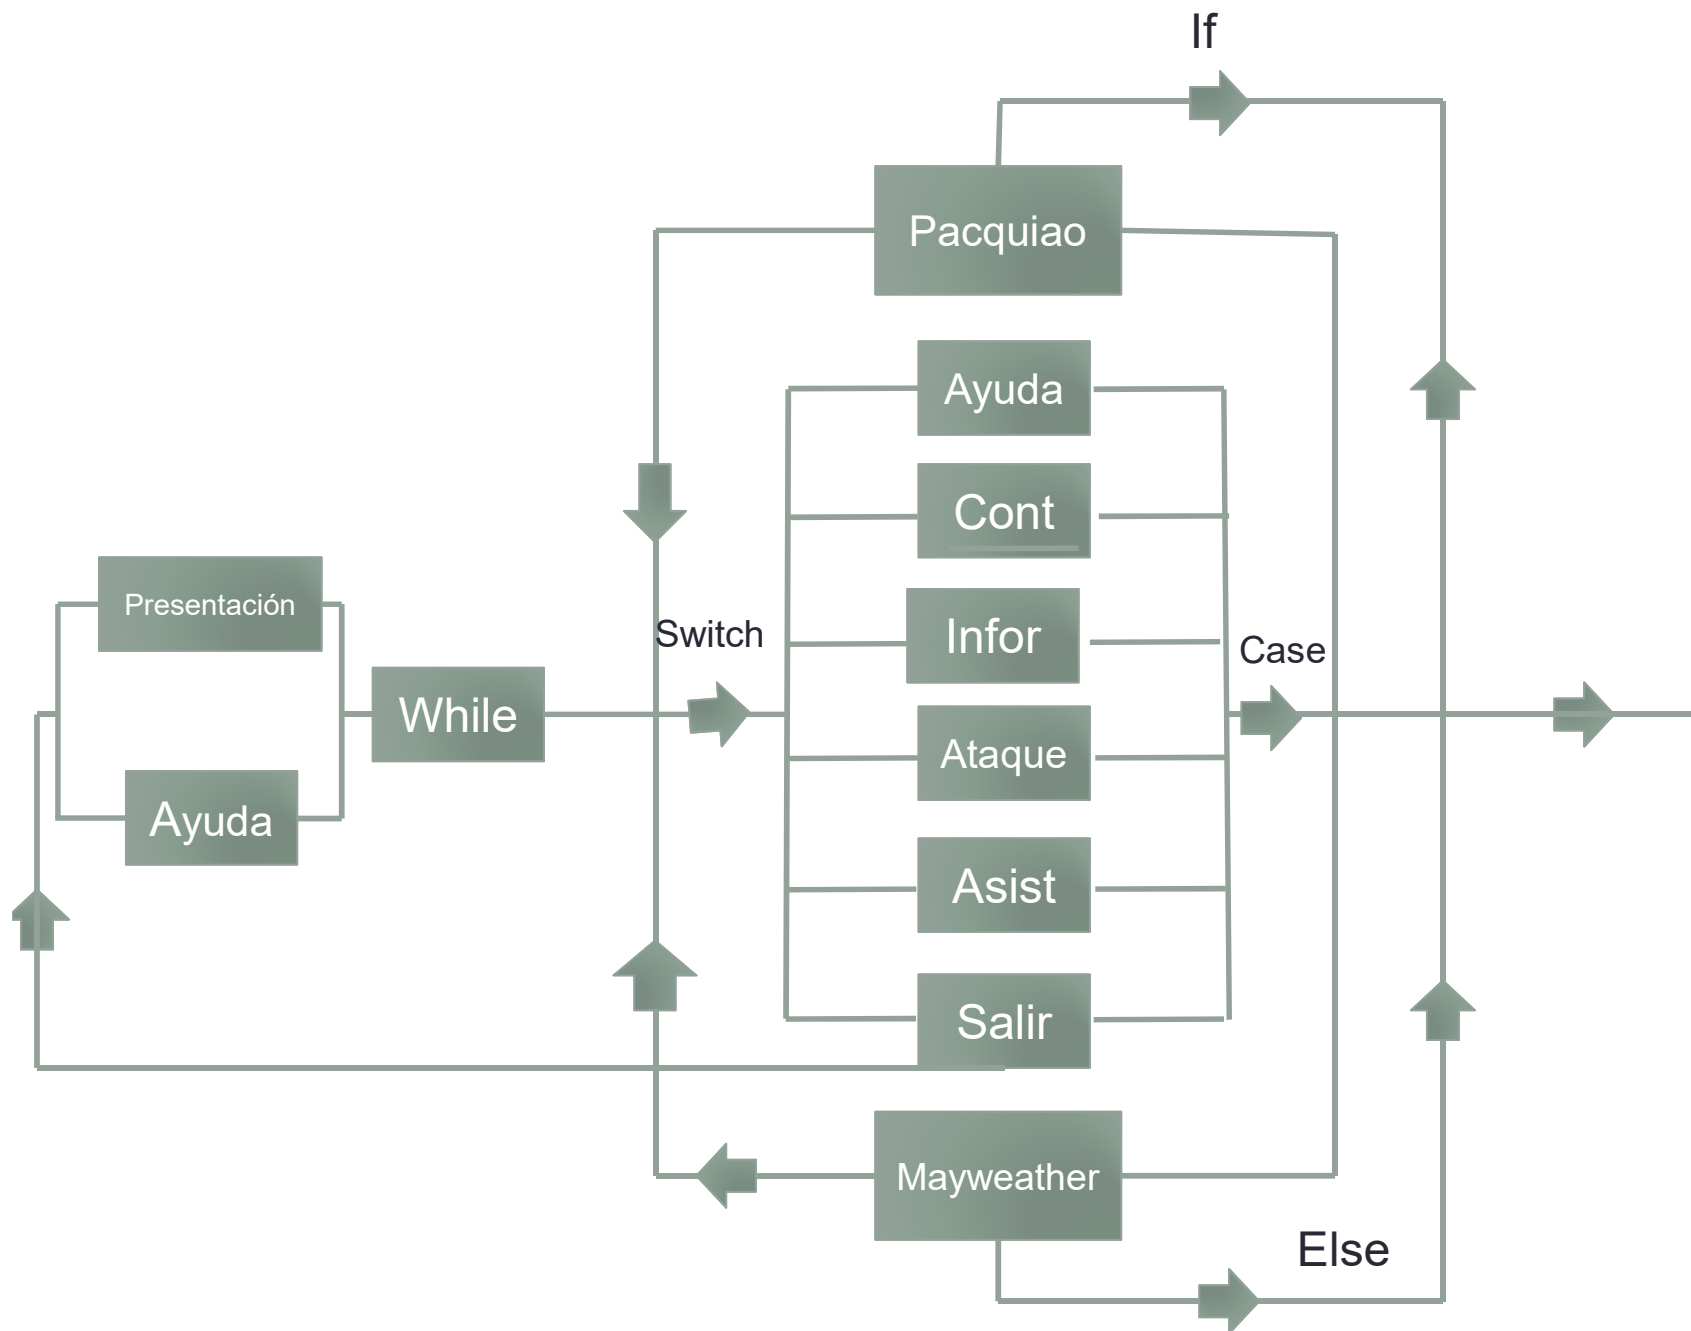 If
Pacquiao
Ayuda
Cont
Presentación
Switch
Infor
Case
While
Ataque
Ayuda
Asist
Salir
Mayweather
Else